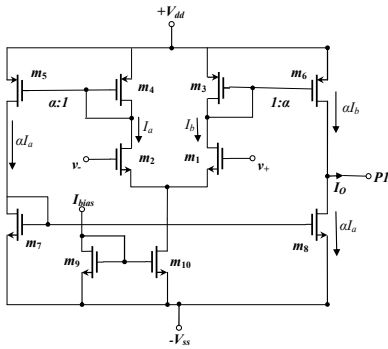 +Vdd
m5
m4
m3
m6
α:1
1:α
Ia
Ib
αIb
αIa
v-
m2
m1
v+
IO
P1
Ibias
m7
m8
αIa
m9
m10
-Vss